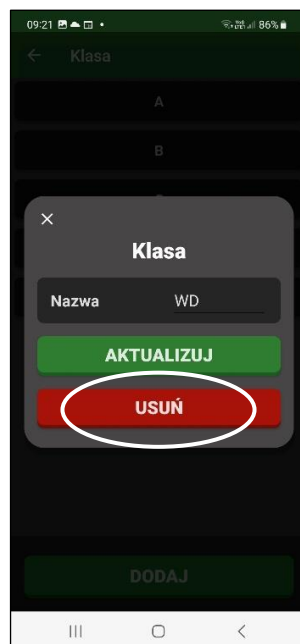 09:21 86%
Klasa
A
B
Klasa
Nazwa WD
AKTUALIZUJ
USUŃ
DODAJ